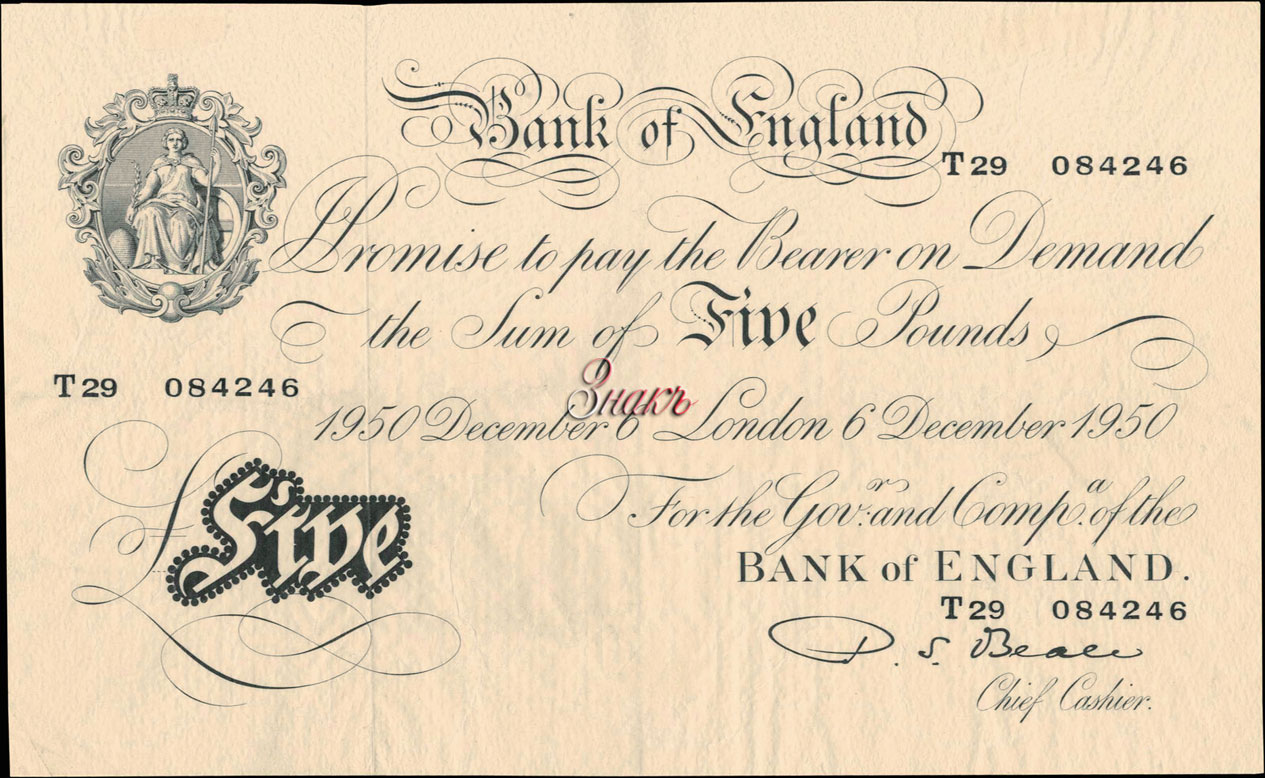 Bank of England
T29 084246
I Promise to pay the Bearer on Demand
the Sum of Five Pounds
T29 084246
Знакъ
1950 December 6 London 6 December 1950
For the Gov.r and Comp.a of the
BANK of ENGLAND.
£Five
T29 084246
P. S. Beale
Chief Cashier.